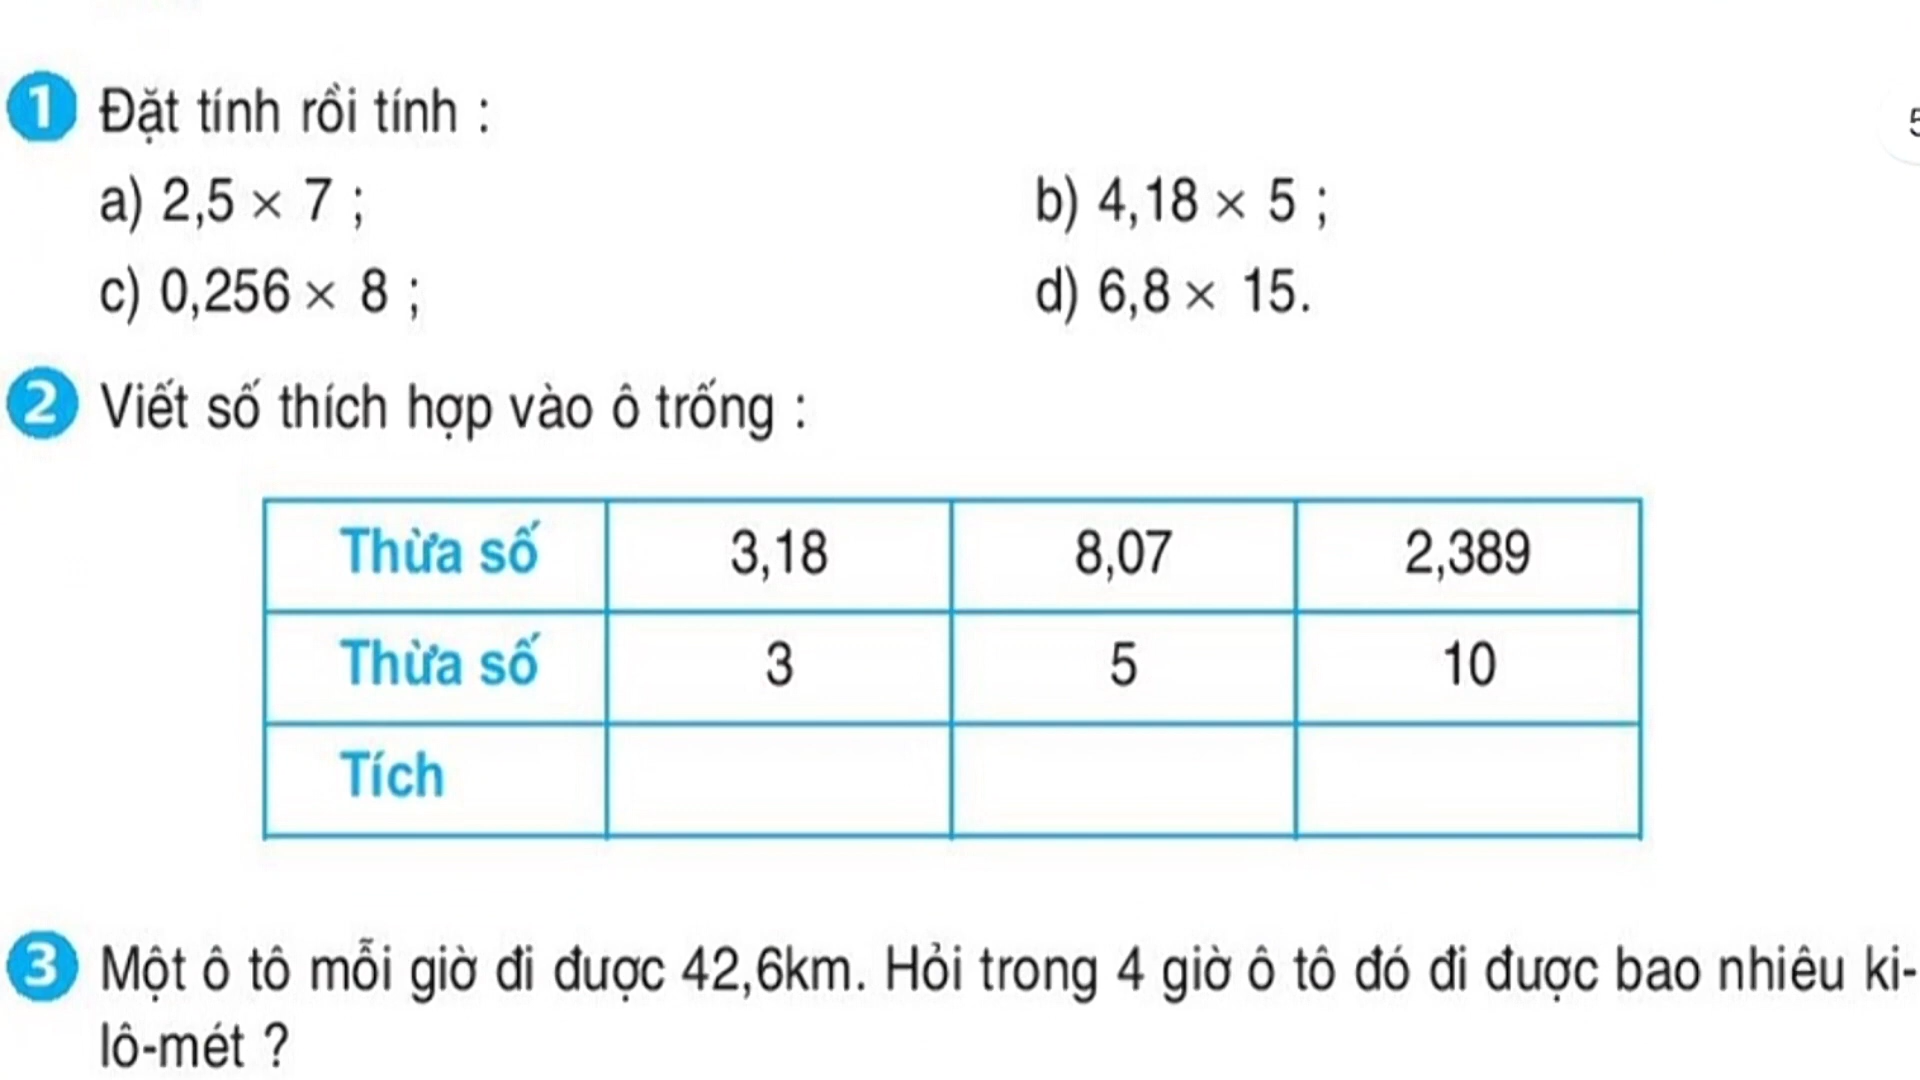 1 Đặt tính rồi tính :
a) 2,5 × 7 ; b) 4,18 × 5 ;
c) 0,256 × 8 ; d) 6,8 × 15.
2 Viết số thích hợp vào ô trống :
Thừa số 3,18 8,07 2,389
Thừa số 3 5 10
Tích
3 Một ô tô mỗi giờ đi được 42,6km. Hỏi trong 4 giờ ô tô đó đi được bao nhiêu ki-
lô-mét ?